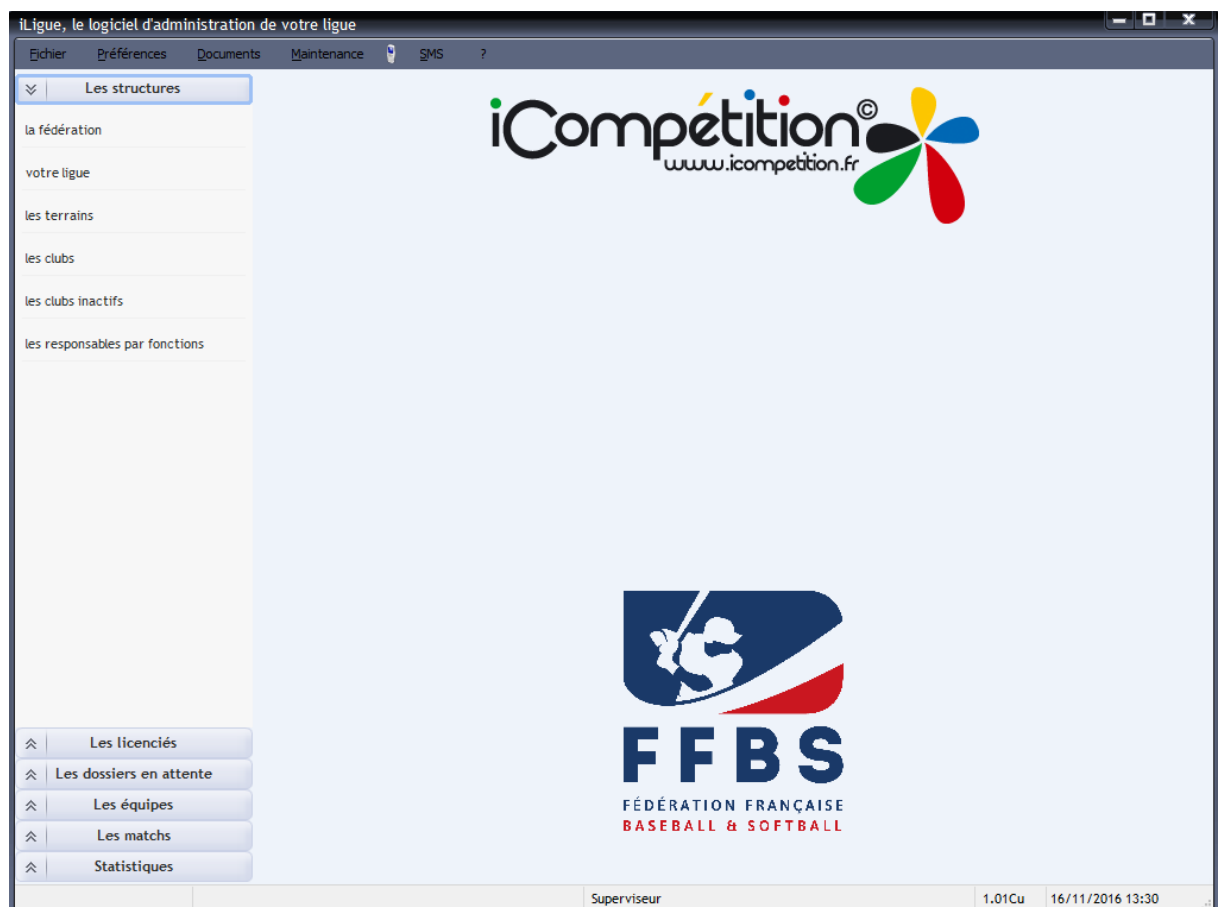 iLigue, le logiciel d'administration de votre ligue
Fichier Préférences Documents Maintenance SMS ?
Les structures
la fédération
votre ligue
les terrains
les clubs
les clubs inactifs
les responsables par fonctions
Les licenciés
Les dossiers en attente
Les équipes
Les matchs
Statistiques
iCompétition©
www.icompetition.fr
FFBS
FÉDÉRATION FRANÇAISE
BASEBALL & SOFTBALL
Superviseur 1.01Cu 16/11/2016 13:30